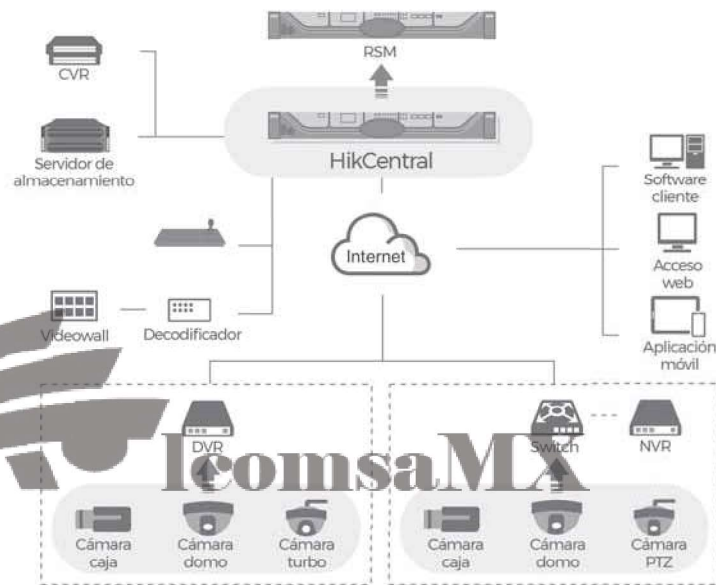 RSM
CVR
HikCentral
Servidor de
almacenamiento
Software
cliente
Internet
Acceso
web
Videowall
Decodificador
Aplicación
móvil
DVR
Switch
NVR
IcomsaMX
Cámara
caja
Cámara
domo
Cámara
turbo
Cámara
caja
Cámara
domo
Cámara
PTZ